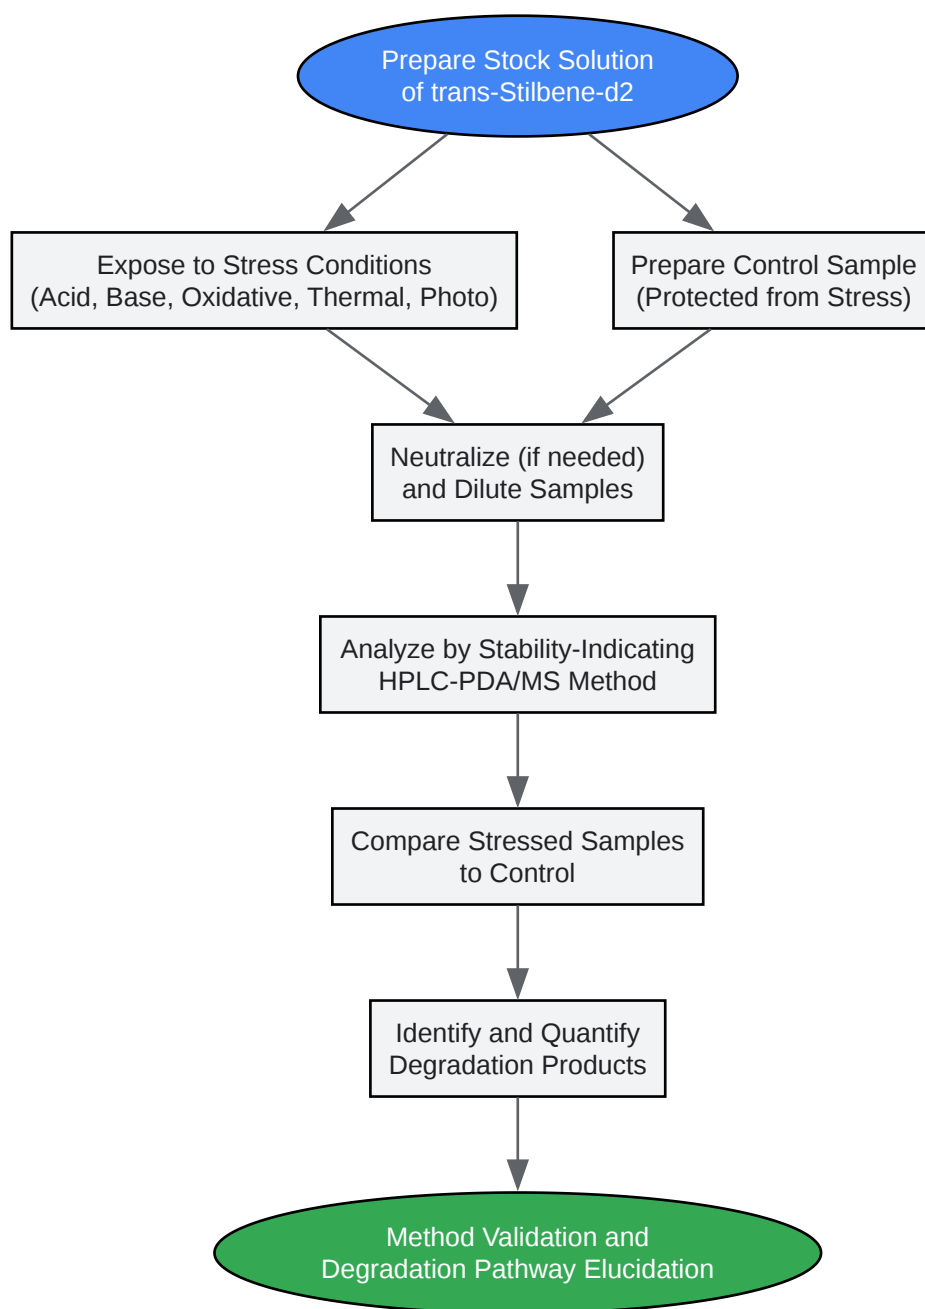 Prepare Stock Solution
of trans-Stilbene-d2
Expose to Stress Conditions
(Acid, Base, Oxidative, Thermal, Photo)
Prepare Control Sample
(Protected from Stress)
Neutralize (if needed)
and Dilute Samples
Analyze by Stability-Indicating
HPLC-PDA/MS Method
Compare Stressed Samples
to Control
Identify and Quantify
Degradation Products
Method Validation and
Degradation Pathway Elucidation